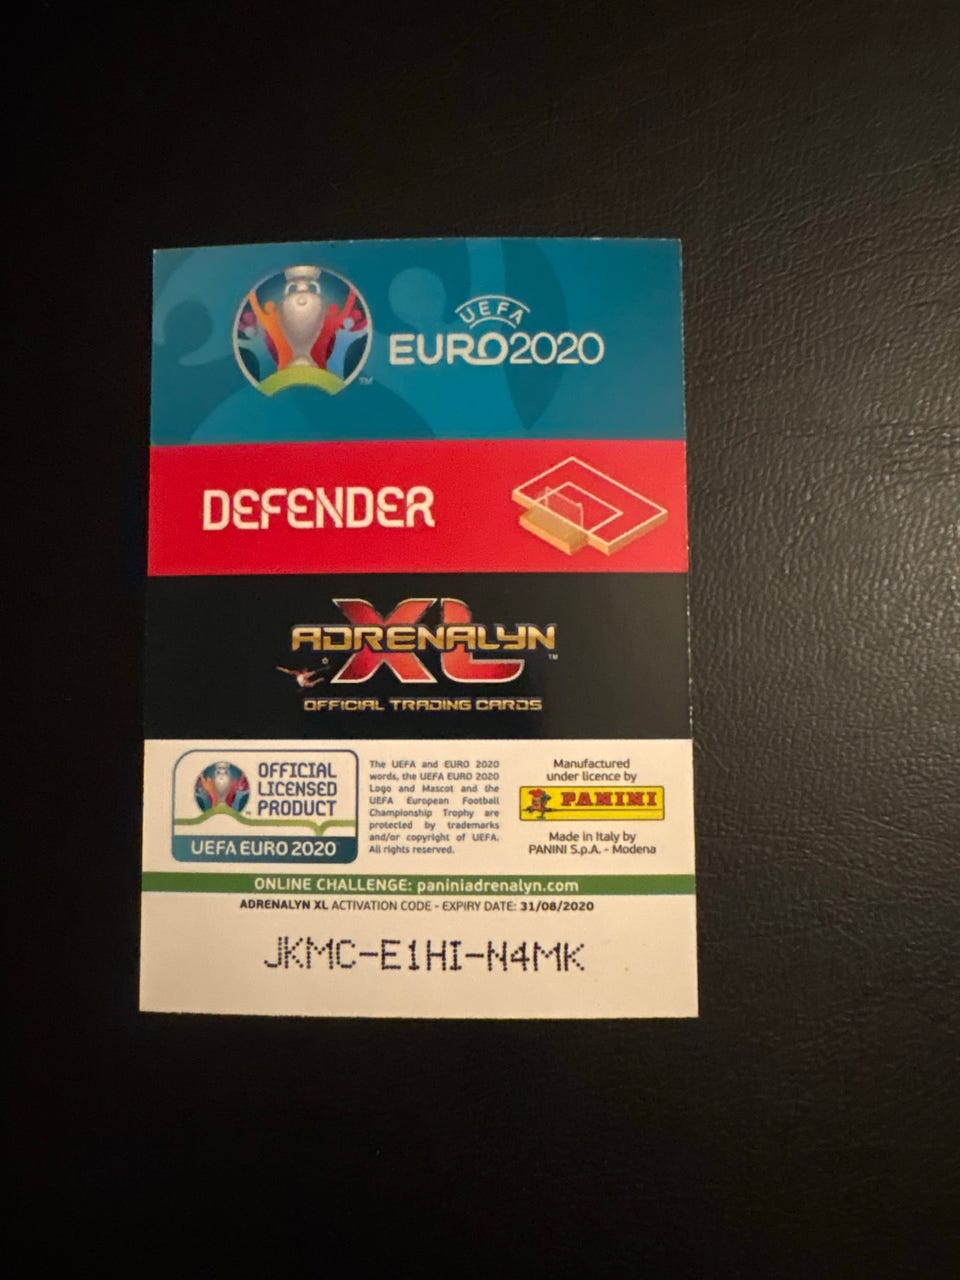 UEFA
EURO2020
TM
DEFENDER
ADRENALYN
XL
TM
OFFICIAL TRADING CARDS
OFFICIAL
LICENSED
PRODUCT
TM
UEFA EURO 2020
The UEFA and EURO 2020
words, the UEFA EURO 2020
Logo and Mascot and the
UEFA European Football
Championship Trophy are
protected by trademarks
and/or copyright of UEFA.
All rights reserved.
Manufactured
under licence by
PANINI
Made in Italy by
PANINI S.p.A. - Modena
ONLINE CHALLENGE: paniniadrenalyn.com
ADRENALYN XL ACTIVATION CODE - EXPIRY DATE: 31/08/2020
JKMC-E1HI-N4MK